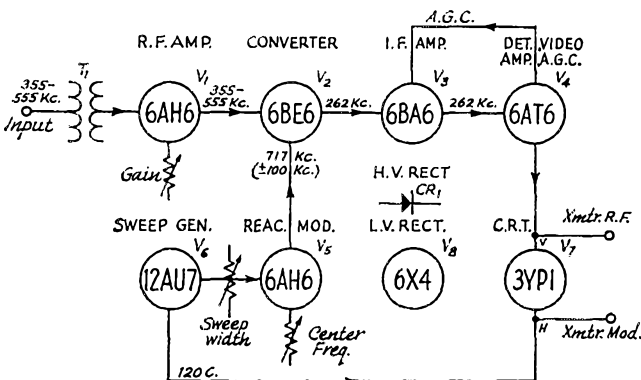 A.G.C.
R.F. AMP. CONVERTER I.F. AMP. DET. VIDEO
AMP. A.G.C.
T1 V1 V2 V3 V4
355-
555 Kc.
Input
6AH6
355-
555 Kc.
6BE6
262 Kc.
6BA6
262 Kc.
6AT6
Gain
717 Kc.
(±100 Kc.)
H.V. RECT
CR1
Xmtr. R.F.
SWEEP GEN. REAC. MOD. L.V. RECT. C.R.T. V
V6 V5 V8 V7
12AU7 6AH6 6X4 3YP1
Sweep
width
Center
Freq.
H Xmtr. Mod.
120 C.